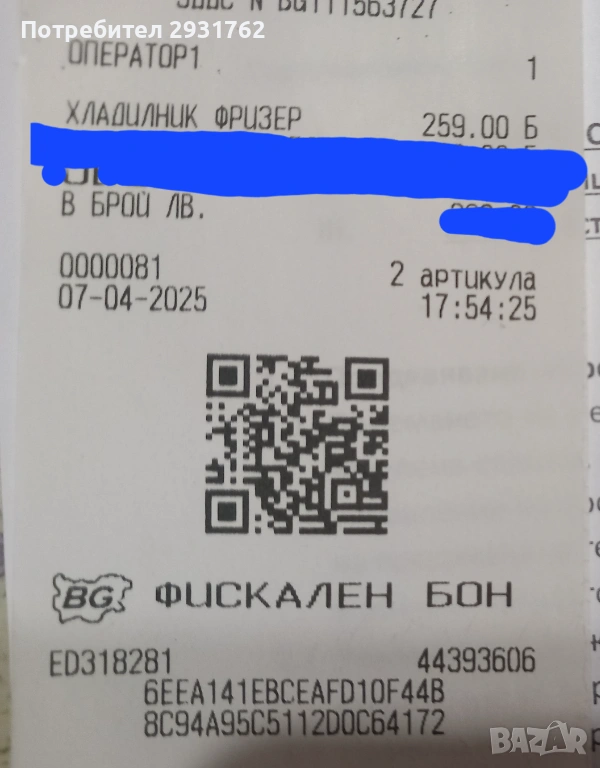 Потребител 2931762
ОПЕРАТОР1 1
ХЛАДИЛНИК ФРИЗЕР 259.00 Б
В БРОЙ ЛВ.
0000081 2 артикула
07-04-2025 17:54:25
BG ФИСКАЛЕН БОН
ED318281 44393606
6EEA141EBCEAFD10F44B
8C94A95C5112D0C64172
BAZAR